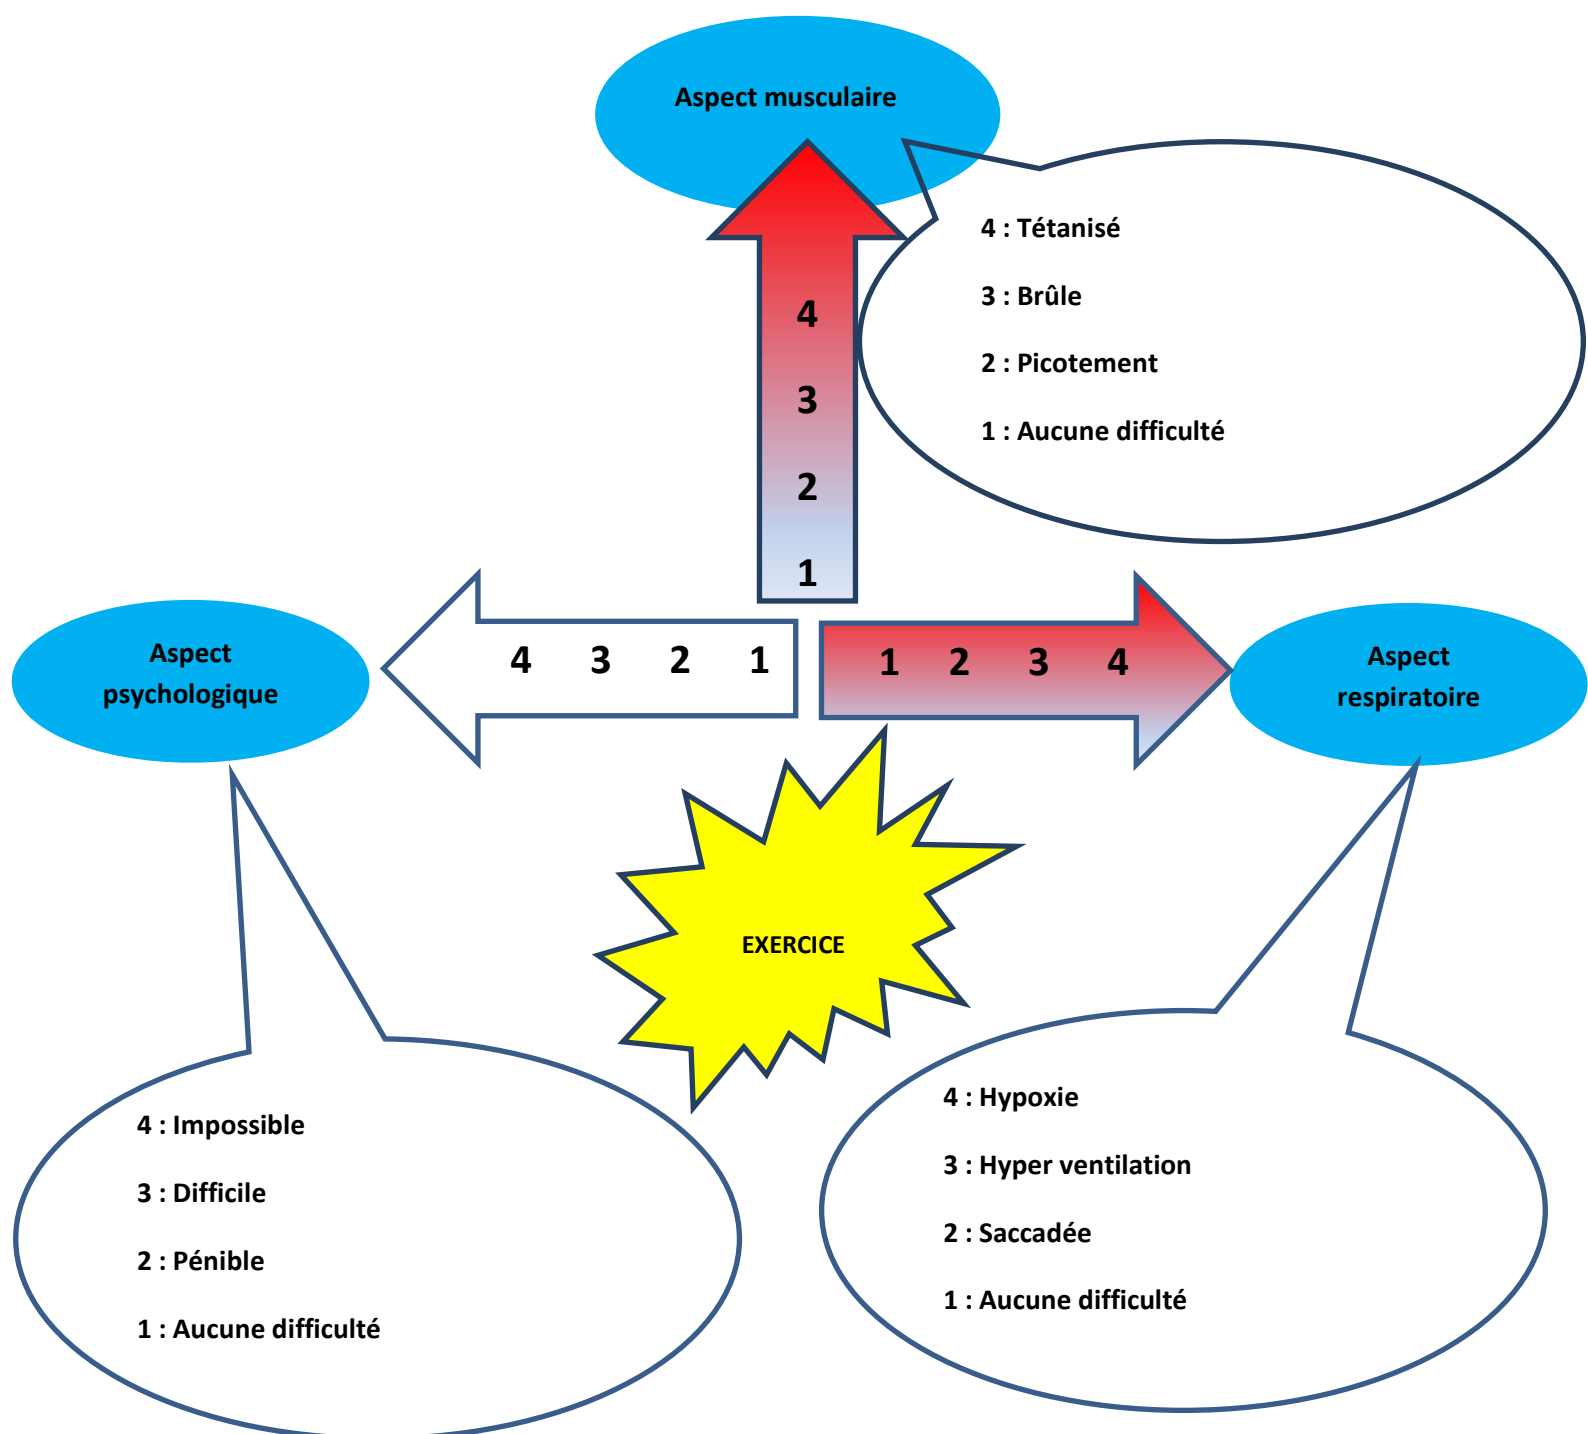 Aspect musculaire
4 : Tétanisé
3 : Brûle
2 : Picotement
1 : Aucune difficulté
4
3
2
1
Aspect
psychologique
4 3 2 1
1 2 3 4
Aspect
respiratoire
EXERCICE
4 : Impossible
3 : Difficile
2 : Pénible
1 : Aucune difficulté
4 : Hypoxie
3 : Hyper ventilation
2 : Saccadée
1 : Aucune difficulté